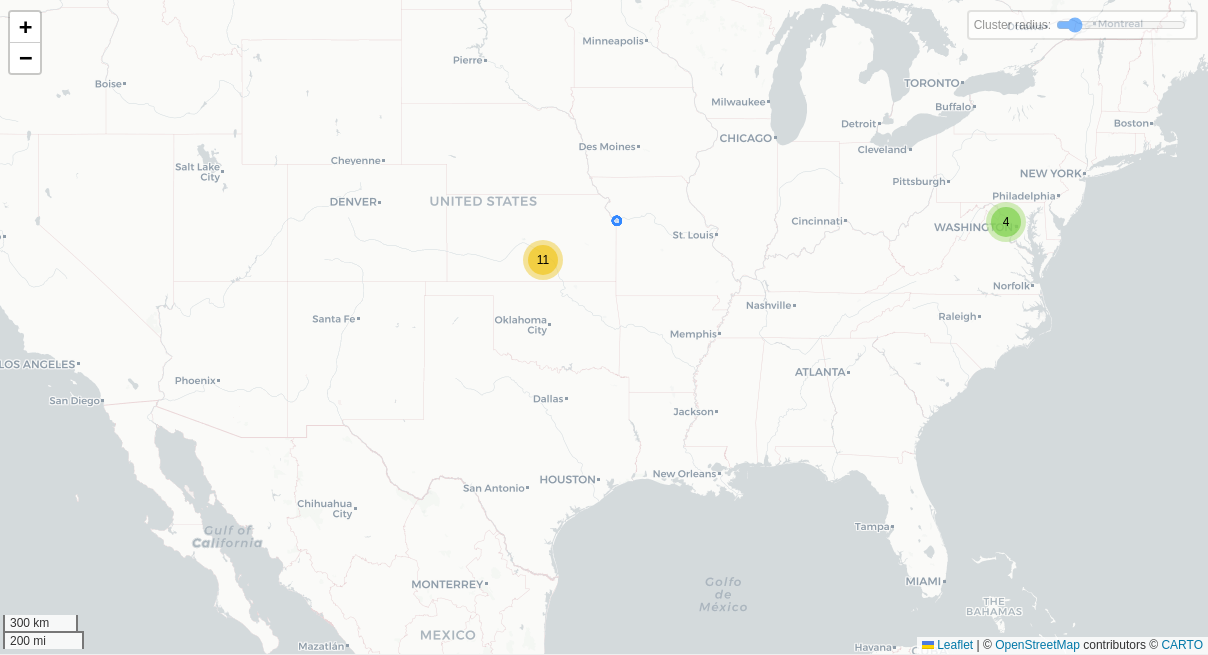 +
−
Cluster radius:
Montreal
Minneapolis
Pierre
Boise
TORONTO
Milwaukee
Buffalo
Detroit
Boston
CHICAGO
Des Moines
Cleveland
Cheyenne
Salt Lake
City
NEW YORK
Pittsburgh
Philadelphia
DENVER
UNITED STATES
Cincinnati
4
WASHINGTON
St. Louis
11
Norfolk
Nashville
Raleigh
Santa Fe
Oklahoma
City
Memphis
LOS ANGELES
Phoenix
ATLANTA
San Diego
Dallas
Jackson
New Orleans
HOUSTON
San Antonio
Chihuahua
City
Tampa
Gulf of
California
MONTERREY
MIAMI
Golfo
de
México
THE
BAHAMAS
300 km
MEXICO
200 mi
Mazatlán
Havana
Leaflet | © OpenStreetMap contributors © CARTO